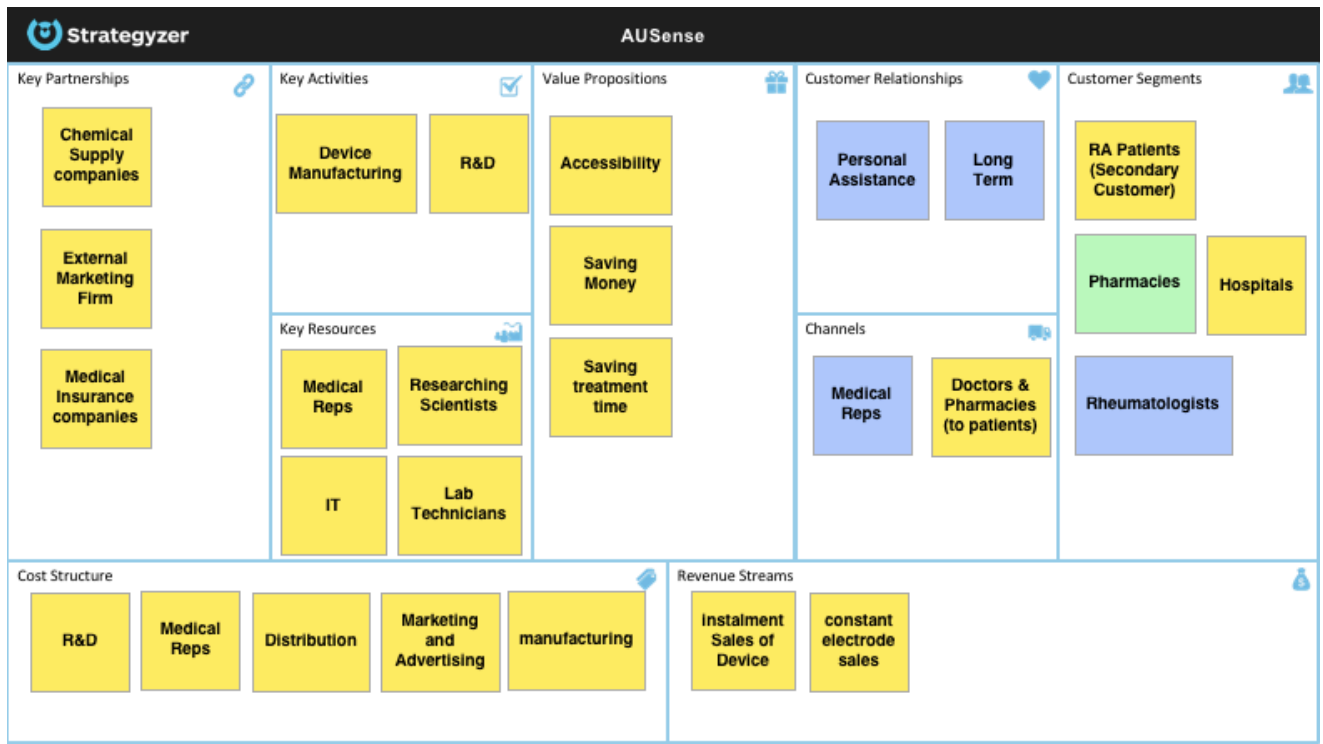 Strategyzer
AUSense
Key Partnerships
Chemical
Supply
companies
External
Marketing
Firm
Medical
Insurance
companies
Key Activities
Device
Manufacturing
R&D
Key Resources
Medical
Reps
Researching
Scientists
IT
Lab
Technicians
Value Propositions
Accessibility
Saving
Money
Saving
treatment
time
Customer Relationships
Personal
Assistance
Long
Term
Channels
Medical
Reps
Doctors &
Pharmacies
(to patients)
Customer Segments
RA Patients
(Secondary
Customer)
Pharmacies
Hospitals
Rheumatologists
Cost Structure
R&D
Medical
Reps
Distribution
Marketing
and
Advertising
manufacturing
Revenue Streams
instalment
Sales of
Device
constant
electrode
sales